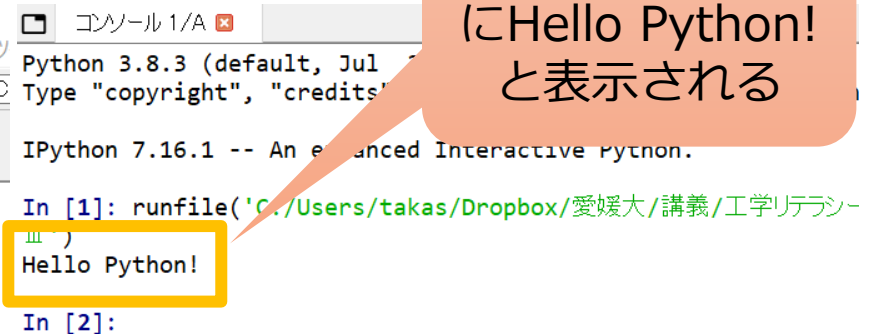 コンソール 1/A
にHello Python!
と表示される
Python 3.8.3 (default, Jul
Type "copyright", "credits"
IPython 7.16.1 -- An enhanced Interactive Python.
In [1]: runfile('C:/Users/takas/Dropbox/愛媛大/講義/工学リテラシー
III')
Hello Python!
In [2]: